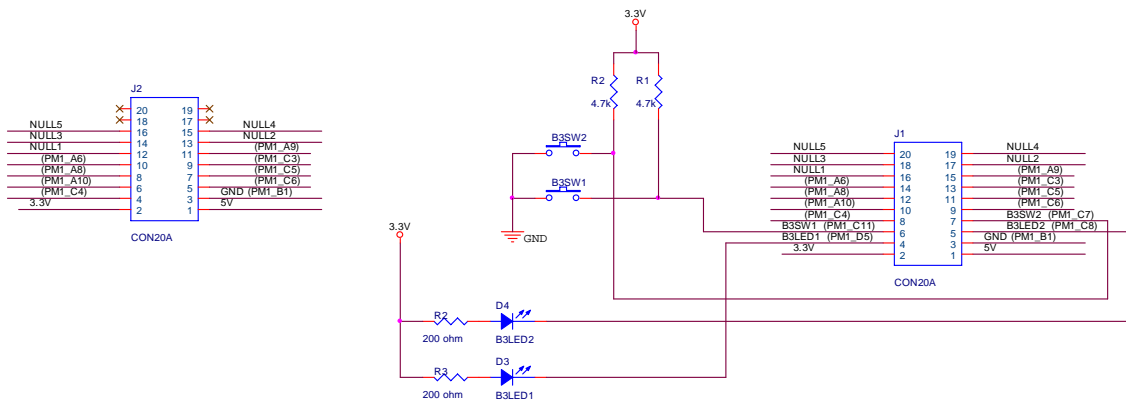 3.3V
R2
R1
4.7k
4.7k
J2
20
19
18
17
NULL5
16
15
NULL4
NULL3
14
13
NULL2
NULL1
12
11
(PM1_A9)
(PM1_A6)
10
9
(PM1_C3)
(PM1_A8)
8
7
(PM1_C5)
(PM1_A10)
6
5
(PM1_C6)
(PM1_C4)
4
3
GND (PM1_B1)
3.3V
2
1
5V
CON20A
B3SW2
B3SW1
GND
J1
NULL5
20
19
NULL4
NULL3
18
17
NULL2
NULL1
16
15
(PM1_A9)
(PM1_A6)
14
13
(PM1_C3)
(PM1_A8)
12
11
(PM1_C5)
(PM1_A10)
10
9
(PM1_C6)
(PM1_C4)
8
7
B3SW2 (PM1_C7)
B3SW1 (PM1_C11)
6
5
B3LED2 (PM1_C8)
B3LED1 (PM1_D5)
4
3
GND (PM1_B1)
3.3V
2
1
5V
CON20A
3.3V
R2
200 ohm
D4
B3LED2
R3
200 ohm
D3
B3LED1